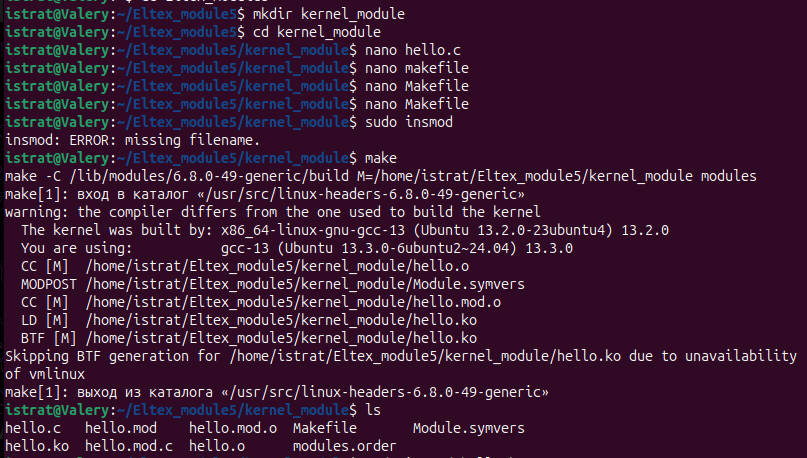 istrat@Valery:~/Eltex_module5$ mkdir kernel_module
istrat@Valery:~/Eltex_module5$ cd kernel_module
istrat@Valery:~/Eltex_module5/kernel_module$ nano hello.c
istrat@Valery:~/Eltex_module5/kernel_module$ nano makefile
istrat@Valery:~/Eltex_module5/kernel_module$ nano Makefile
istrat@Valery:~/Eltex_module5/kernel_module$ nano Makefile
istrat@Valery:~/Eltex_module5/kernel_module$ sudo insmod
insmod: ERROR: missing filename.
istrat@Valery:~/Eltex_module5/kernel_module$ make
make -C /lib/modules/6.8.0-49-generic/build M=/home/istrat/Eltex_module5/kernel_module modules
make[1]: вход в каталог «/usr/src/linux-headers-6.8.0-49-generic»
warning: the compiler differs from the one used to build the kernel
  The kernel was built by: x86_64-linux-gnu-gcc-13 (Ubuntu 13.2.0-23ubuntu4) 13.2.0
  You are using:           gcc-13 (Ubuntu 13.3.0-6ubuntu2~24.04) 13.3.0
  CC [M]  /home/istrat/Eltex_module5/kernel_module/hello.o
  MODPOST /home/istrat/Eltex_module5/kernel_module/Module.symvers
  CC [M]  /home/istrat/Eltex_module5/kernel_module/hello.mod.o
  LD [M]  /home/istrat/Eltex_module5/kernel_module/hello.ko
  BTF [M] /home/istrat/Eltex_module5/kernel_module/hello.ko
Skipping BTF generation for /home/istrat/Eltex_module5/kernel_module/hello.ko due to unavailability
of vmlinux
make[1]: выход из каталога «/usr/src/linux-headers-6.8.0-49-generic»
istrat@Valery:~/Eltex_module5/kernel_module$ ls
hello.c   hello.mod    hello.mod.o  Makefile       Module.symvers
hello.ko  hello.mod.c  hello.o      modules.order